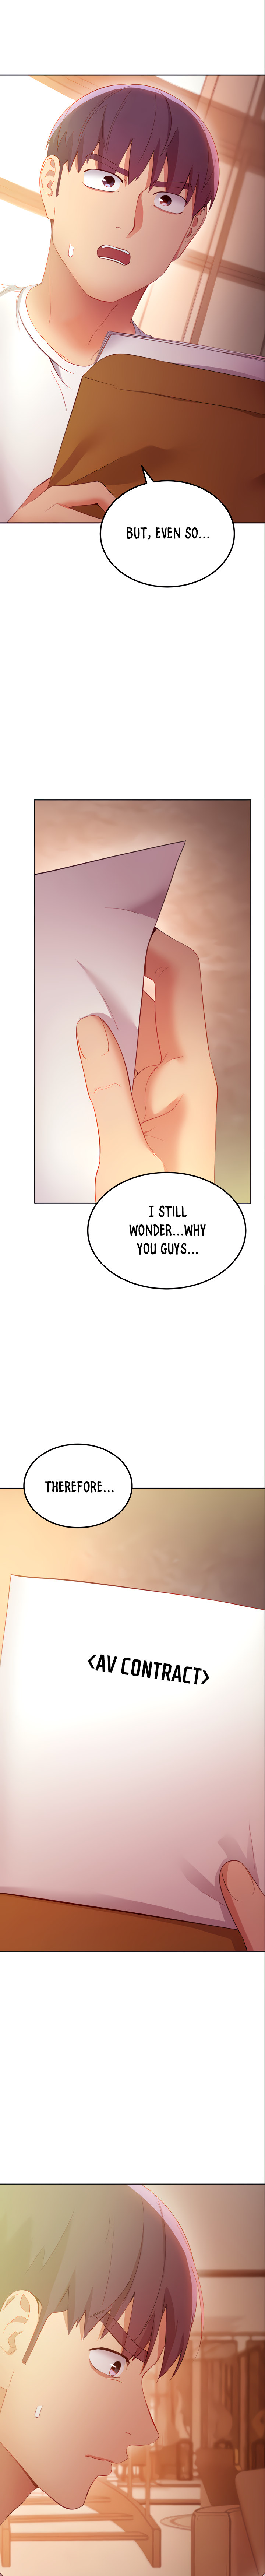 BUT, EVEN SO...
I STILL
WONDER...WHY
YOU GUYS...
THEREFORE...
<AV CONTRACT>